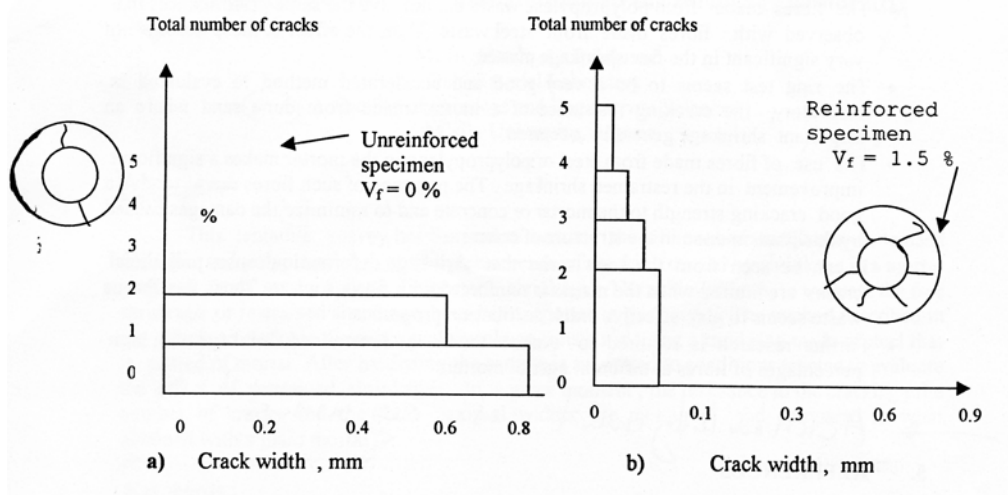 Total number of cracks
5
4
3
2
1
0
%
Unreinforced
specimen
V_f = 0 %
0 0.2 0.4 0.6 0.8
a) Crack width , mm
Total number of cracks
5
4
3
2
1
0
Reinforced
specimen
V_f = 1.5 %
0 0.1 0.3 0.6 0.9
b) Crack width , mm